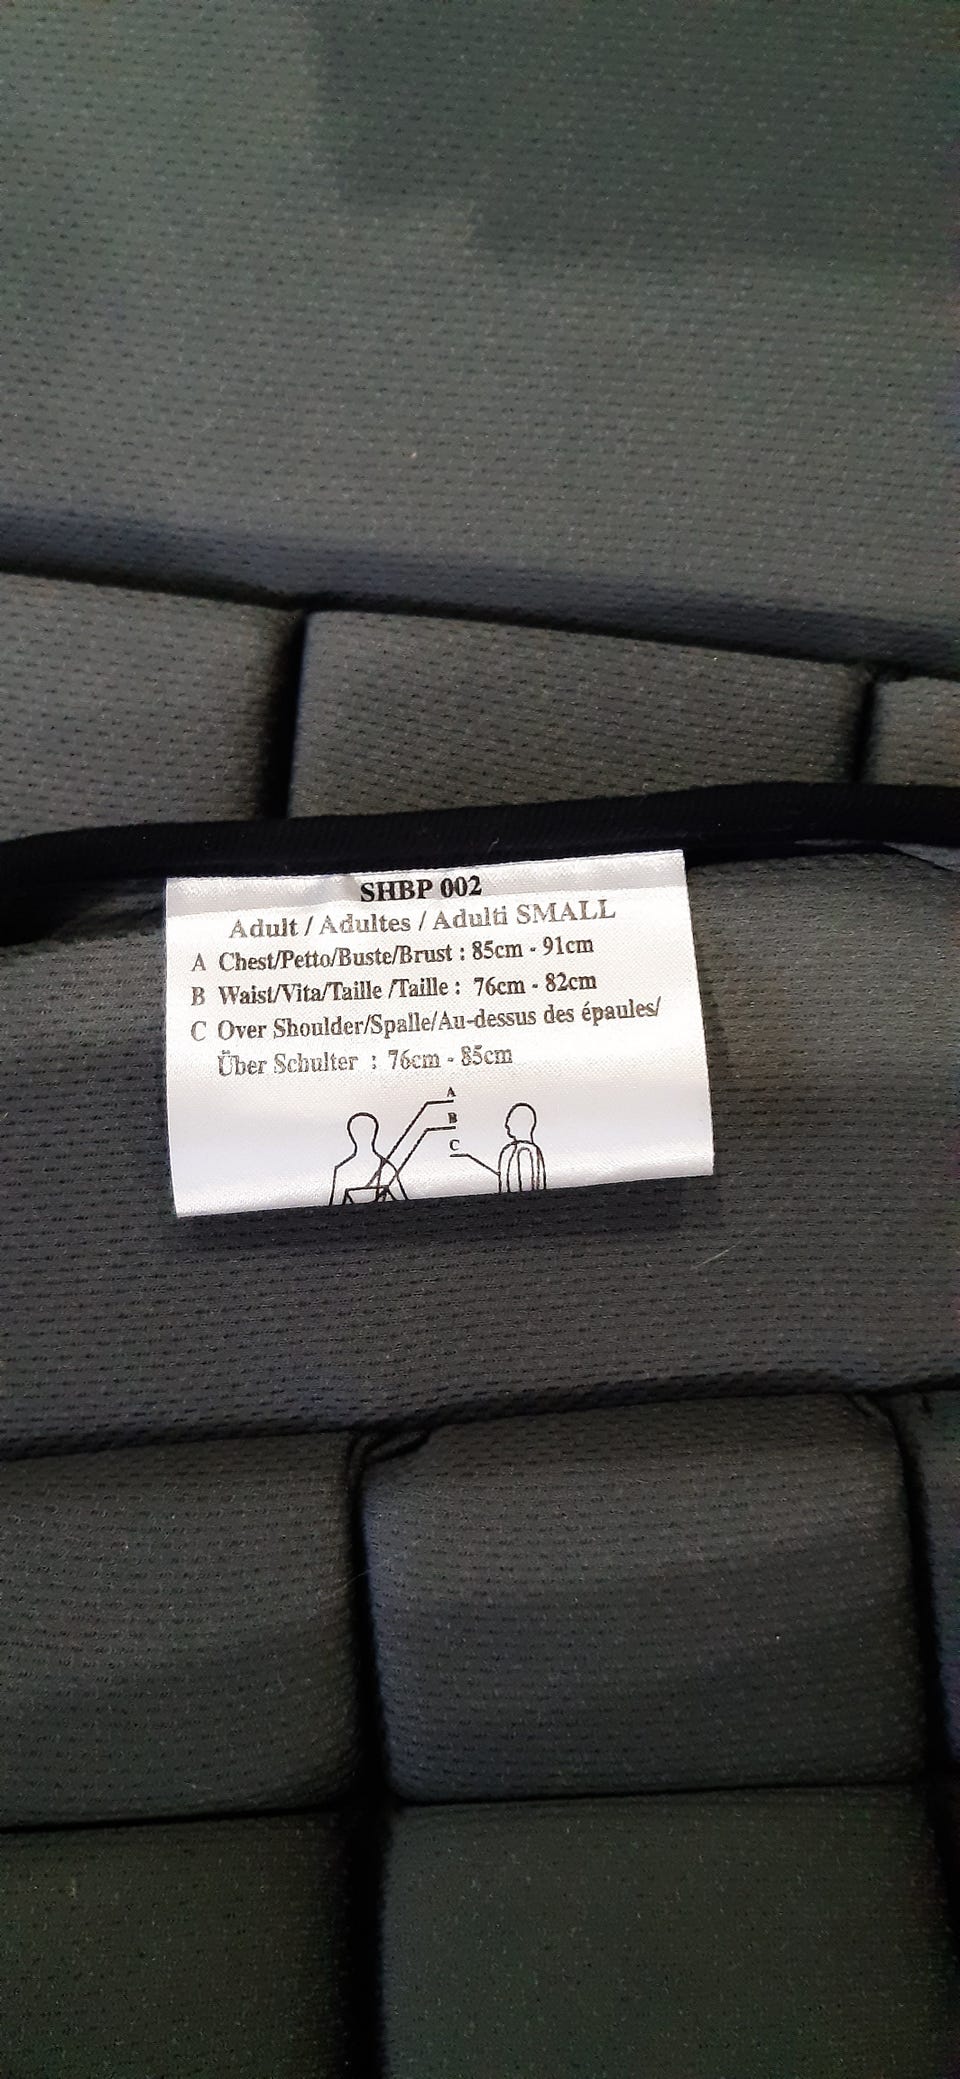 SHBP 002
Adult / Adultes / Adulti SMALL
A Chest/Petto/Buste/Brust : 85cm - 91cm
B Waist/Vita/Taille /Taille : 76cm - 82cm
C Over Shoulder/Spalle/Au-dessus des épaules/
Über Schulter : 76cm - 85cm
A
B
C